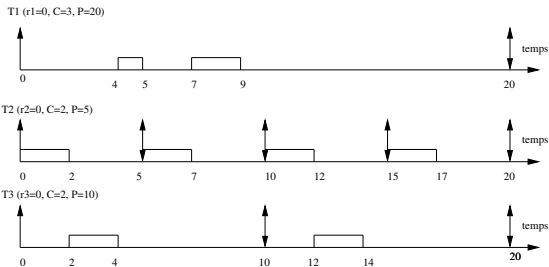 T1 (r1=0, C=3, P=20)
temps
0 4 5 7 9 20
T2 (r2=0, C=2, P=5)
temps
0 2 5 7 10 12 15 17 20
T3 (r3=0, C=2, P=10)
temps
0 2 4 10 12 14 20